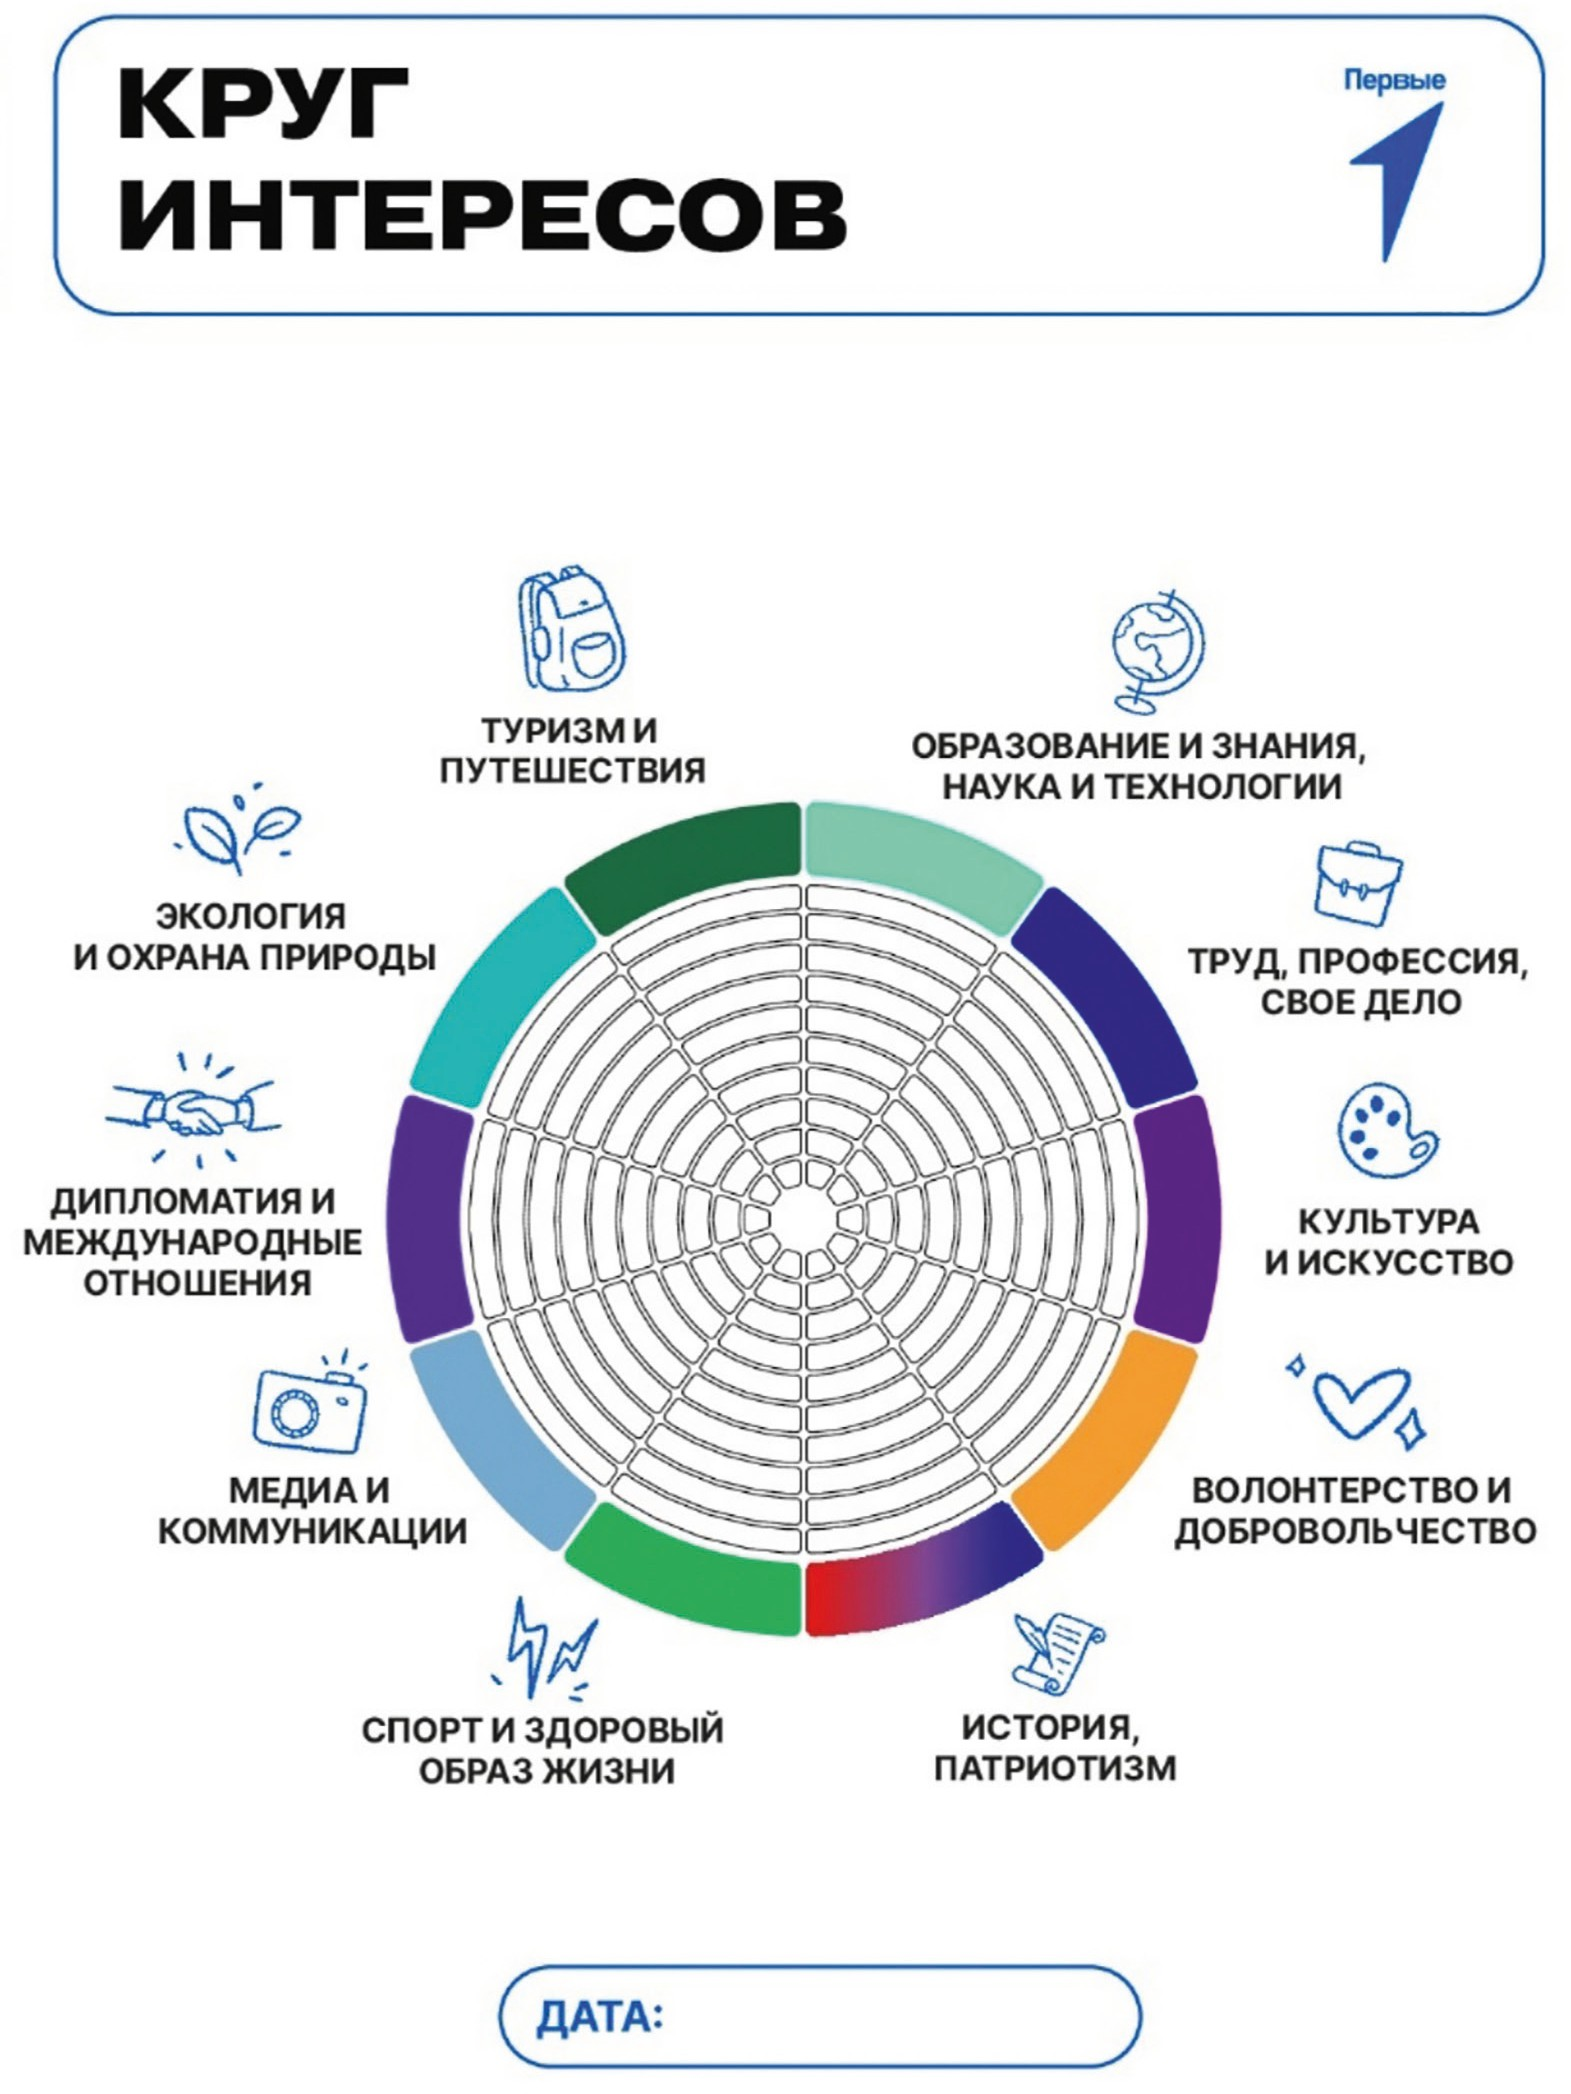 КРУГ
ИНТЕРЕСОВ
Первые
ТУРИЗМ И
ПУТЕШЕСТВИЯ
ОБРАЗОВАНИЕ И ЗНАНИЯ,
НАУКА И ТЕХНОЛОГИИ
ЭКОЛОГИЯ
И ОХРАНА ПРИРОДЫ
ТРУД, ПРОФЕССИЯ,
СВОЕ ДЕЛО
ДИПЛОМАТИЯ И
МЕЖДУНАРОДНЫЕ
ОТНОШЕНИЯ
КУЛЬТУРА
И ИСКУССТВО
МЕДИА И
КОММУНИКАЦИИ
ВОЛОНТЕРСТВО И
ДОБРОВОЛЬЧЕСТВО
СПОРТ И ЗДОРОВЫЙ
ОБРАЗ ЖИЗНИ
ИСТОРИЯ,
ПАТРИОТИЗМ
ДАТА: